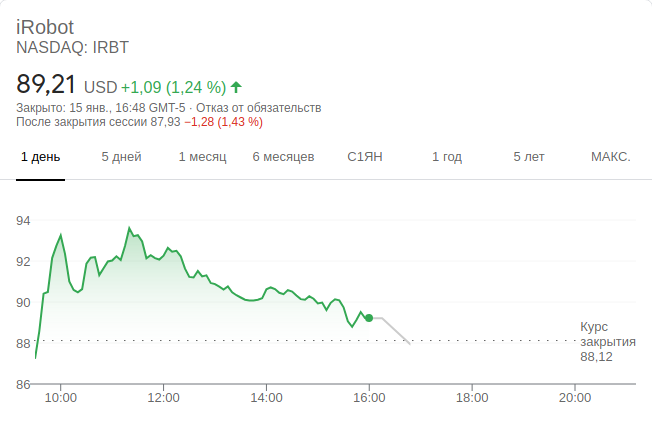 iRobot
NASDAQ: IRBT
89,21 USD +1,09 (1,24 %)
Закрыто: 15 янв., 16:48 GMT-5 · Отказ от обязательств
После закрытия сессии 87,93 −1,28 (1,43 %)
1 день 5 дней 1 месяц 6 месяцев С1ЯН 1 год 5 лет МАКС.
94
92
90
88
86
Курс
закрытия
88,12
10:00 12:00 14:00 16:00 18:00 20:00